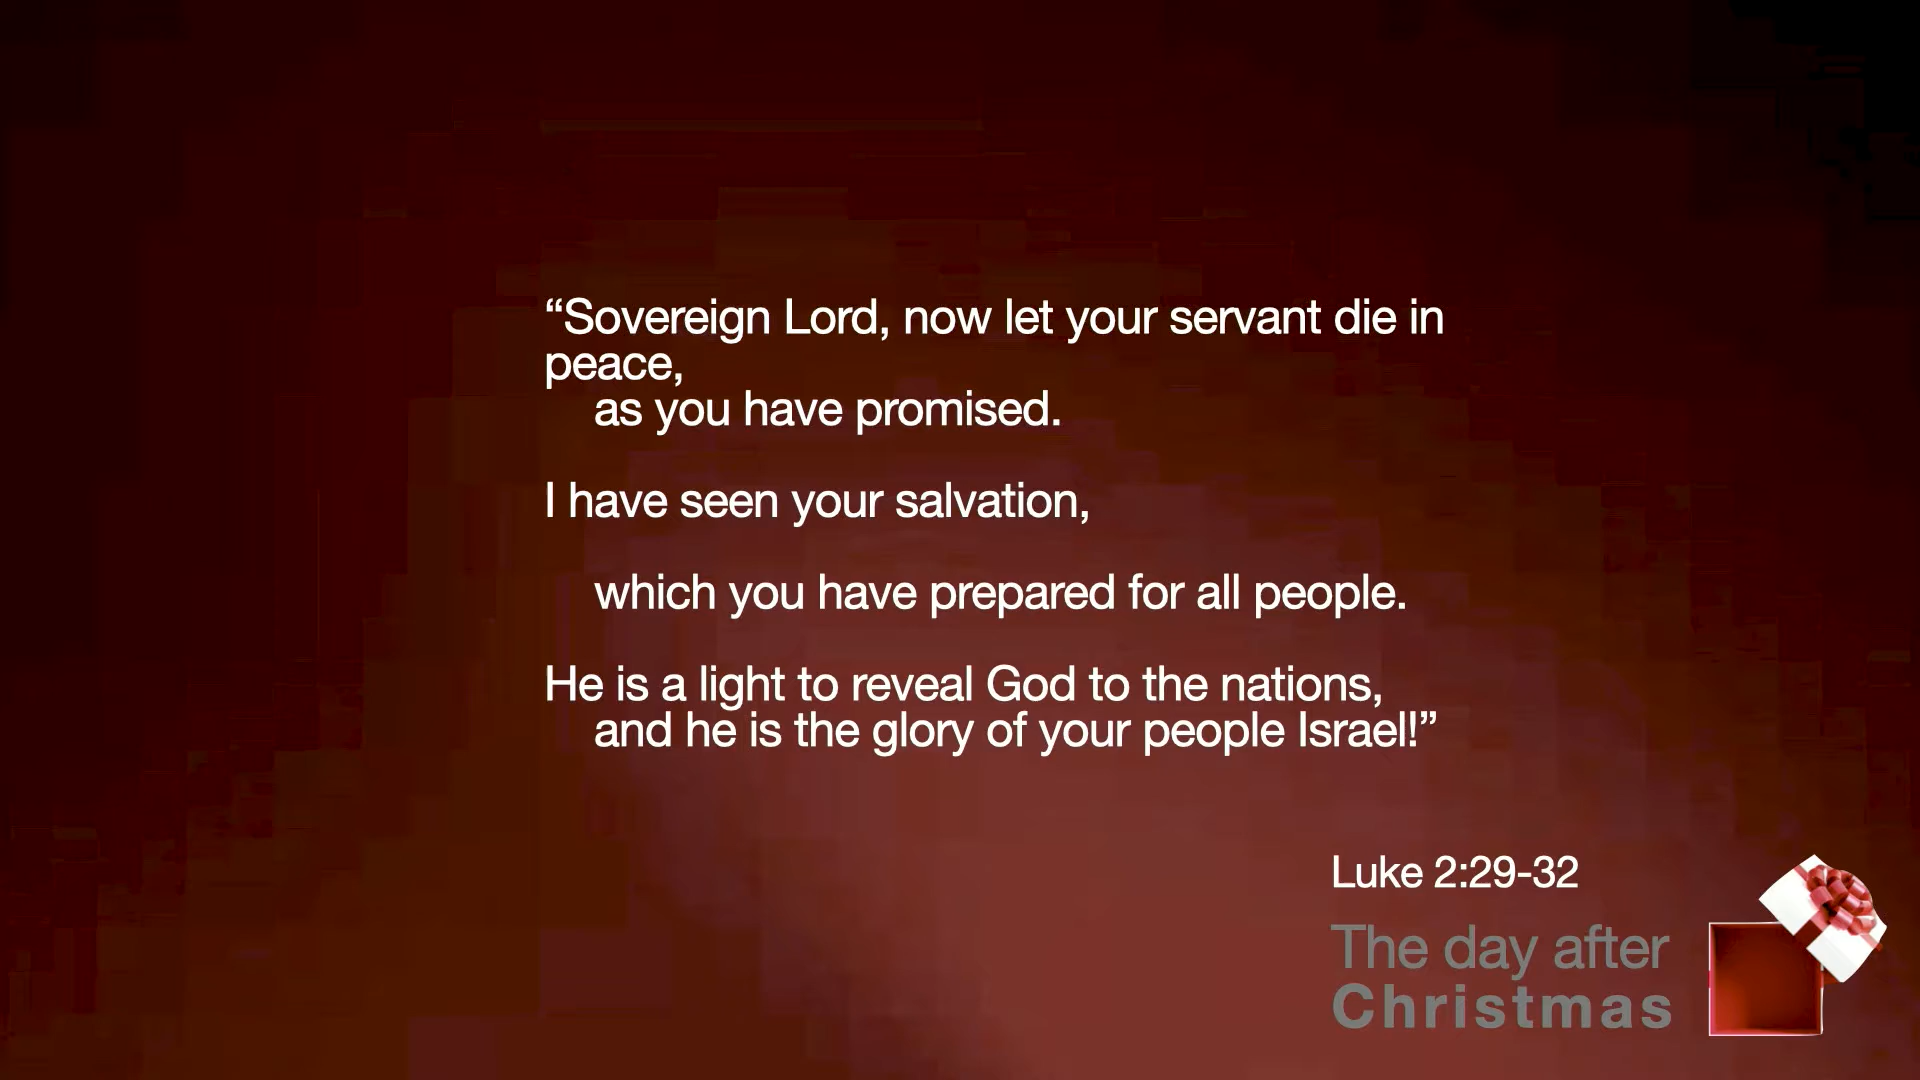 “Sovereign Lord, now let your servant die in
peace,
as you have promised.
I have seen your salvation,
which you have prepared for all people.
He is a light to reveal God to the nations,
and he is the glory of your people Israel!”
Luke 2:29-32
The day after
Christmas